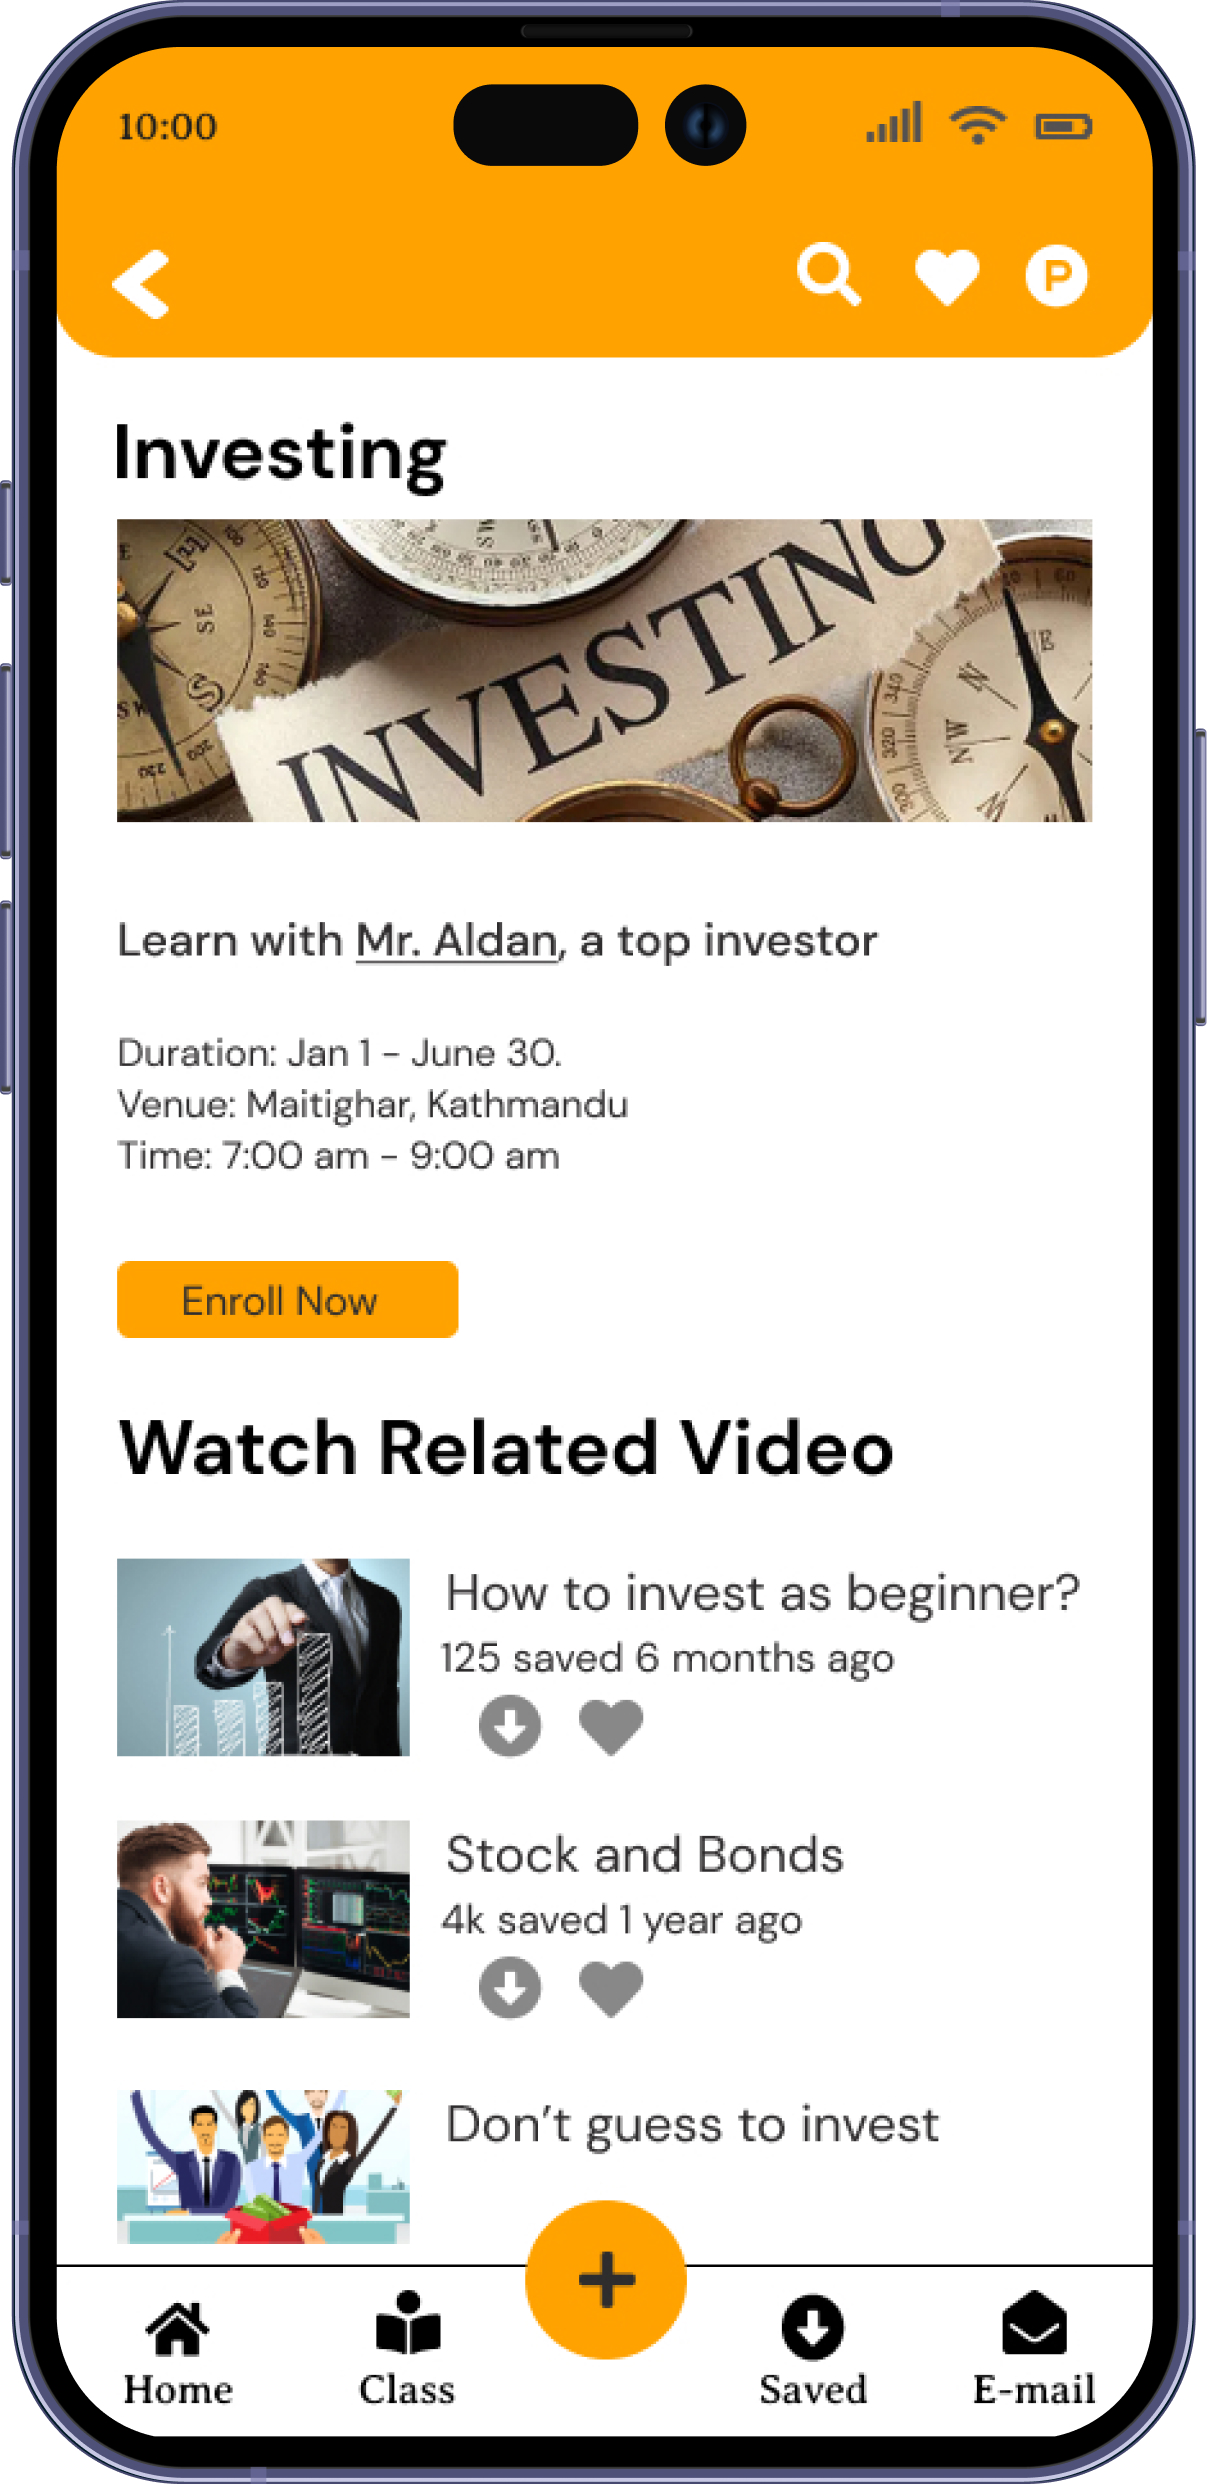 10:00
P
Investing
INVESTING
Learn with Mr. Aldan, a top investor
Duration: Jan 1 - June 30.
Venue: Maitighar, Kathmandu
Time: 7:00 am - 9:00 am
Enroll Now
Watch Related Video
How to invest as beginner?
125 saved 6 months ago
Stock and Bonds
4k saved 1 year ago
Don't guess to invest
Home Class Saved E-mail